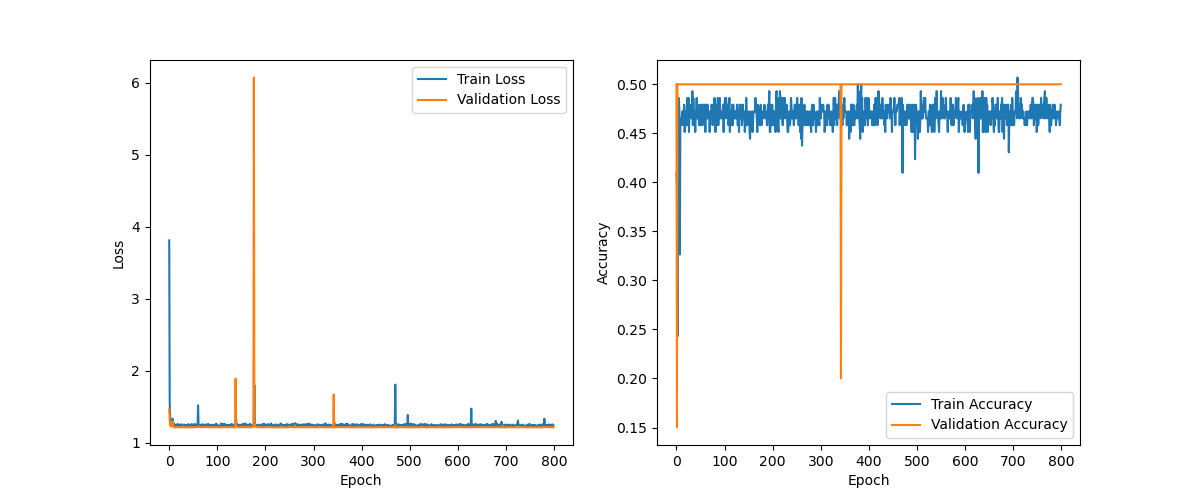 Train Loss
Validation Loss
6
5
4
3
2
1
Loss
0 100 200 300 400 500 600 700 800
Epoch
0.50
0.45
0.40
0.35
0.30
0.25
0.20
0.15
Accuracy
Train Accuracy
Validation Accuracy
0 100 200 300 400 500 600 700 800
Epoch